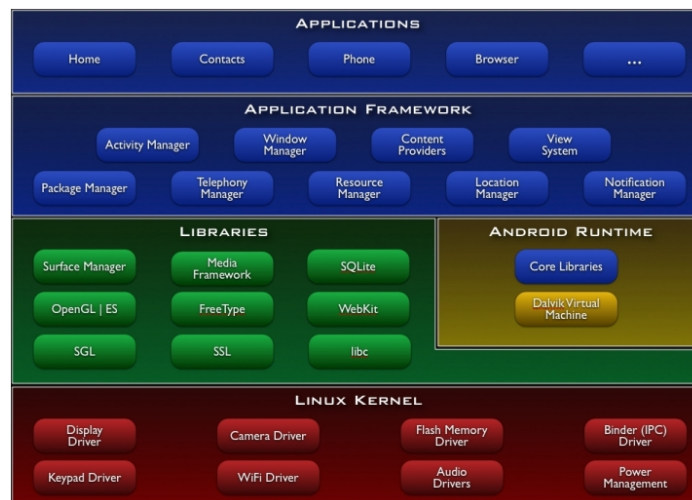 APPLICATIONS
Home Contacts Phone Browser ...
APPLICATION FRAMEWORK
Activity Manager Window Manager Content Providers View System
Package Manager Telephony Manager Resource Manager Location Manager Notification Manager
LIBRARIES
Surface Manager Media Framework SQLite
OpenGL | ES FreeType WebKit
SGL SSL libc
ANDROID RUNTIME
Core Libraries
Dalvik Virtual Machine
LINUX KERNEL
Display Driver Camera Driver Flash Memory Driver Binder (IPC) Driver
Keypad Driver WiFi Driver Audio Drivers Power Management